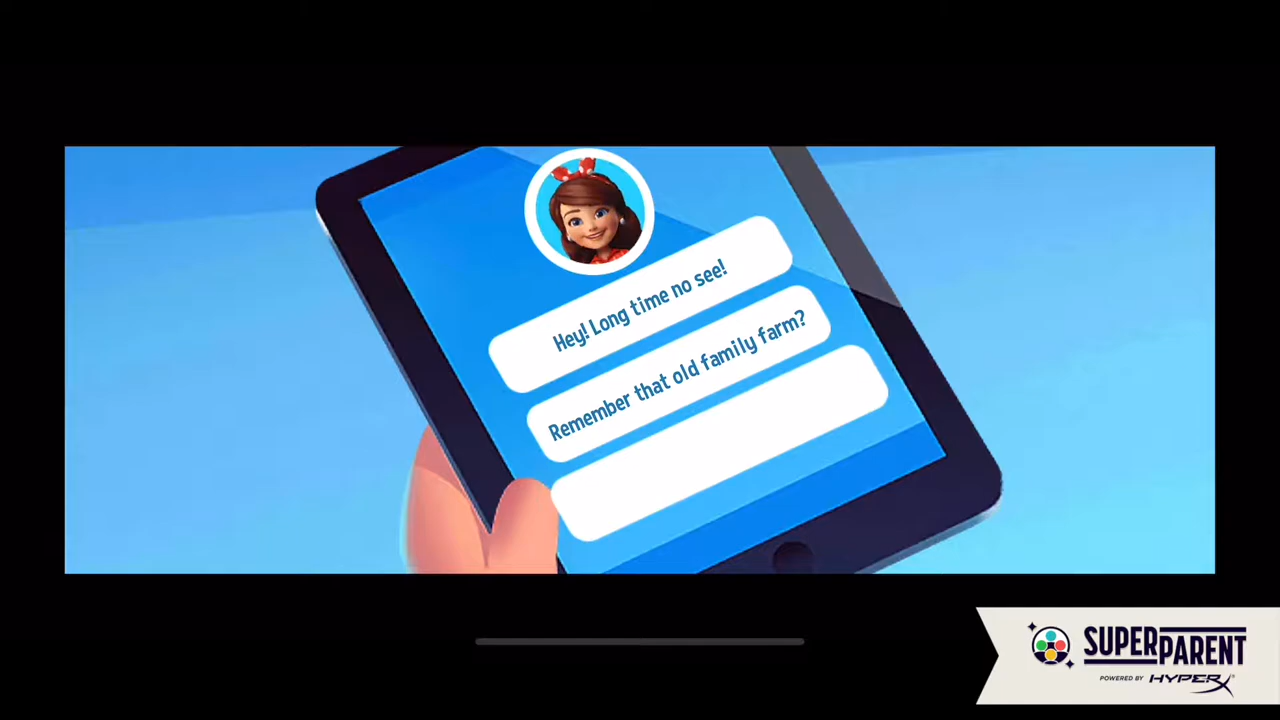 Hey! Long time no see!
Remember that old family farm?
SUPERPARENT
POWERED BY HYPERX